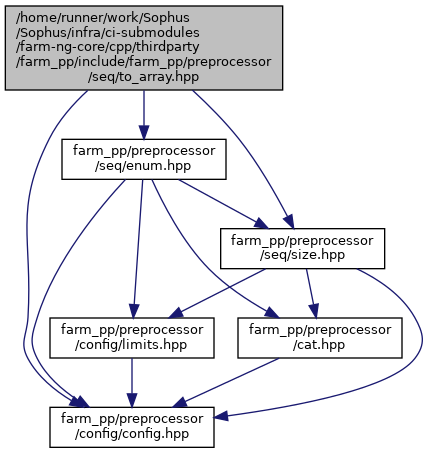 /home/runner/work/Sophus
/Sophus/infra/ci-submodules
/farm-ng-core/cpp/thirdparty
/farm_pp/include/farm_pp/preprocessor
/seq/to_array.hpp
farm_pp/preprocessor
/seq/enum.hpp
farm_pp/preprocessor
/seq/size.hpp
farm_pp/preprocessor
/config/limits.hpp
farm_pp/preprocessor
/cat.hpp
farm_pp/preprocessor
/config/config.hpp